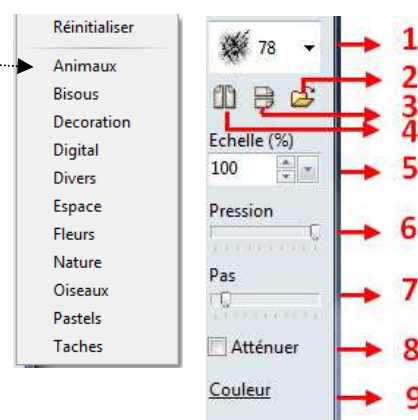 Réinitialiser
Animaux
Bisous
Decoration
Digital
Divers
Espace
Fleurs
Nature
Oiseaux
Pastels
Taches
78
1
2
3
4
Echelle (%)
100
5
Pression
6
Pas
7
Atténuer
8
Couleur
9